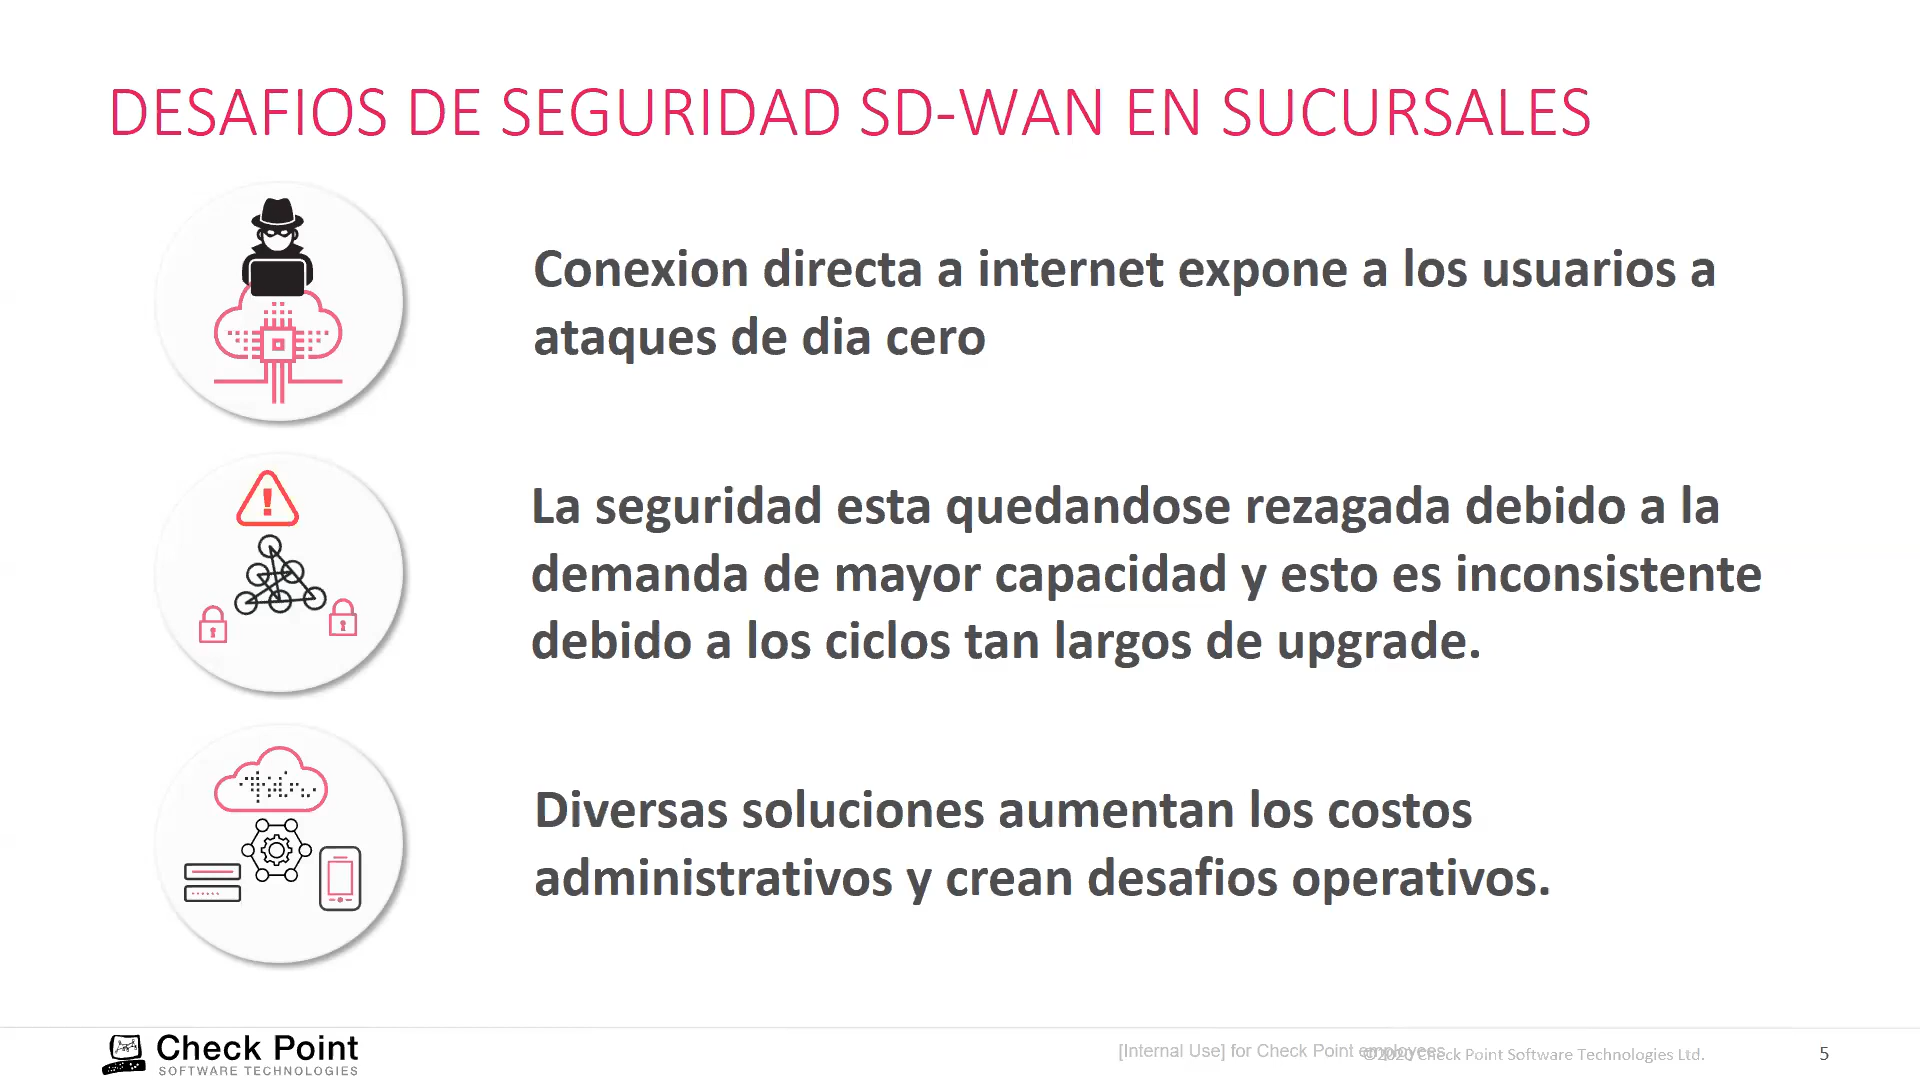 DESAFIOS DE SEGURIDAD SD-WAN EN SUCURSALES
Conexion directa a internet expone a los usuarios a
ataques de dia cero
La seguridad esta quedandose rezagada debido a la
demanda de mayor capacidad y esto es inconsistente
debido a los ciclos tan largos de upgrade.
Diversas soluciones aumentan los costos
administrativos y crean desafios operativos.
Check Point
SOFTWARE TECHNOLOGIES
[Internal Use] for Check Point employees
©2020 Check Point Software Technologies Ltd.
5